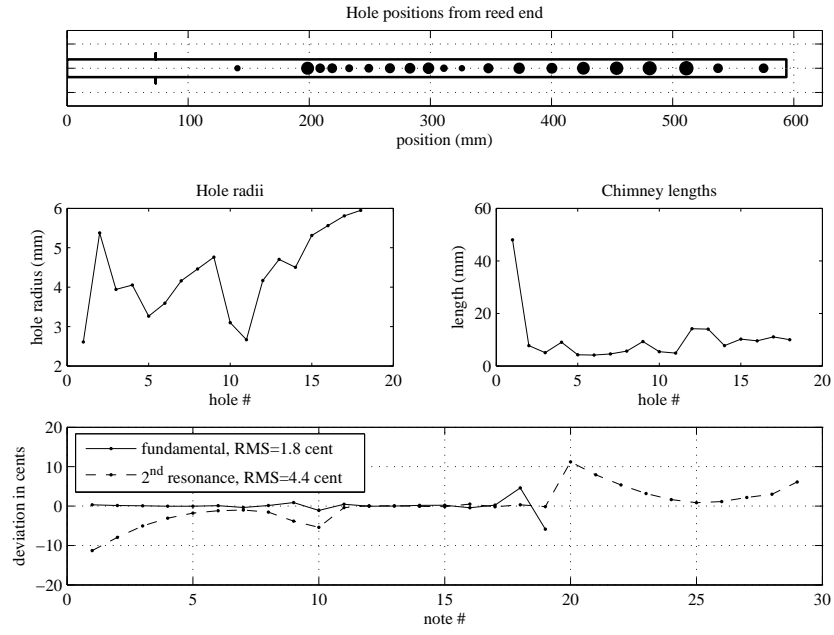 Hole positions from reed end
0 100 200 300 400 500 600
position (mm)
Hole radii
hole radius (mm)
6
5
4
3
2
0 5 10 15 20
hole #
Chimney lengths
length (mm)
60
40
20
0
0 5 10 15 20
hole #
deviation in cents
20
10
0
−10
−20
fundamental, RMS=1.8 cent
2nd resonance, RMS=4.4 cent
0 5 10 15 20 25 30
note #